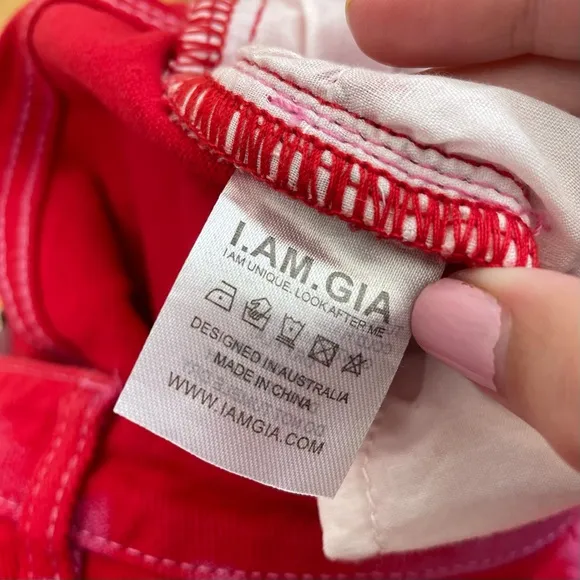 I.AM.GIA
I AM UNIQUE. LOOK AFTER ME
DESIGNED IN AUSTRALIA
MADE IN CHINA
WWW.IAMGIA.COM